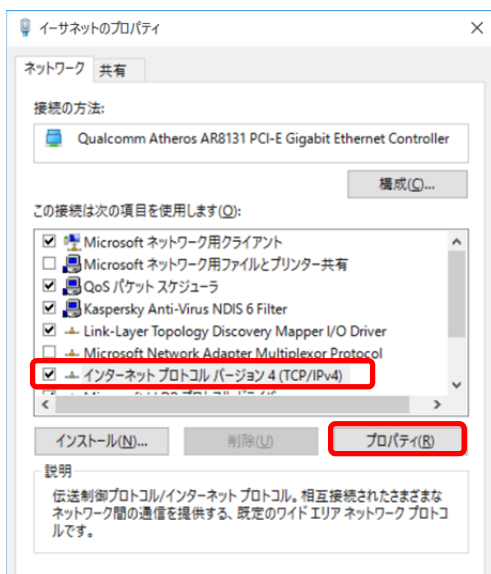 イーサネットのプロパティ
ネットワーク 共有
接続の方法:
Qualcomm Atheros AR8131 PCI-E Gigabit Ethernet Controller
構成(C)...
この接続は次の項目を使用します(O):
Microsoft ネットワーク用クライアント
Microsoft ネットワーク用ファイルとプリンター共有
QoS パケット スケジューラ
Kaspersky Anti-Virus NDIS 6 Filter
Link-Layer Topology Discovery Mapper I/O Driver
Microsoft Network Adapter Multiplexor Protocol
インターネット プロトコル バージョン 4 (TCP/IPv4)
インストール(N)... 削除(U) プロパティ(R)
説明
伝送制御プロトコル/インターネット プロトコル。相互接続されたさまざまな
ネットワーク間の通信を提供する、既定のワイド エリア ネットワーク プロトコ
ルです。